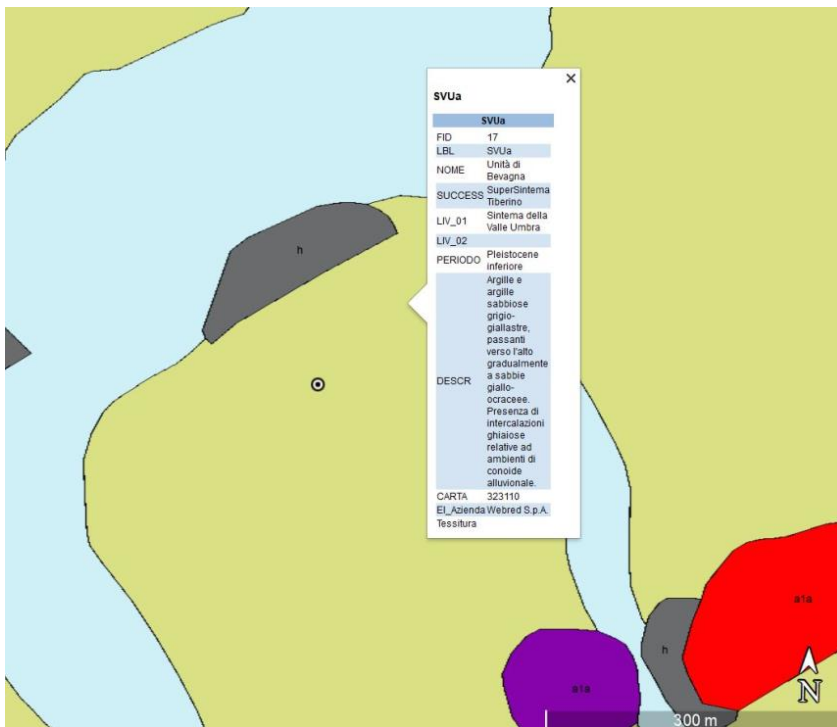 SVUa
SVUa
FID 17
LBL SVUa
NOME Unità di
Bevagna
SUCCESS SuperSintema
Tiberino
LIV_01 Sintema della
Valle Umbra
LIV_02
PERIODO Pleistocene
inferiore
DESCR Argille e
argille
sabbiose
grigio-
giallastre,
passanti
verso l'alto
gradualmente
a sabbie
giallo-
ocraceee.
Presenza di
intercalazioni
ghiaiose
relative ad
ambienti di
conoide
alluvionale.
CARTA 323110
El_Azienda Webred S.p.A.
Tessitura
h
a1a
h
a1a
N
300 m